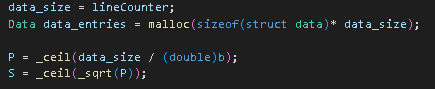 data_size = lineCounter;
Data data_entries = malloc(sizeof(struct data)* data_size);
P = _ceil(data_size / (double)b);
S = _ceil(_sqrt(P));